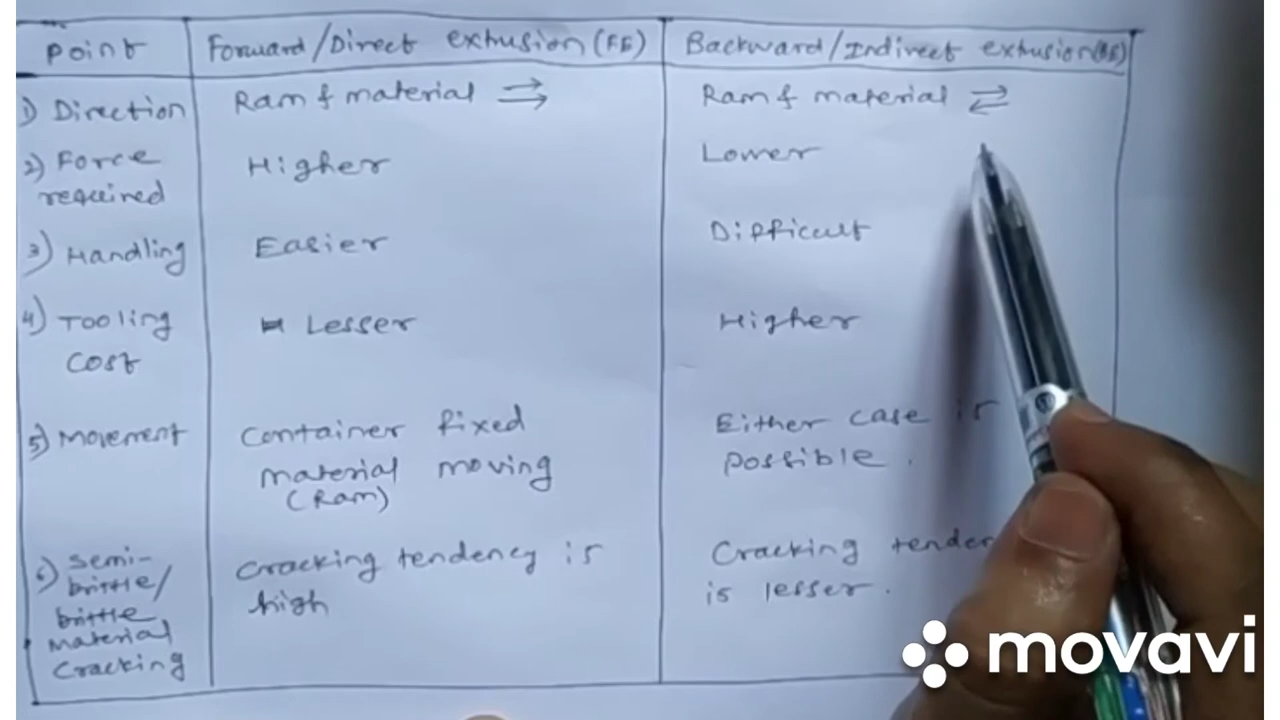 Point Forward/Direct extrusion (FE) Backward/Indirect extrusion(BE)
1) Direction Ram & material ⇉ Ram & material ⇄
2) Force required Higher Lower
3) Handling Easier Difficult
4) Tooling cost Lesser Higher
5) Movement Container fixed material moving (Ram) Either case is possible.
6) Semi-brittle/brittle material cracking Cracking tendency is high Cracking tenden is lesser.
movavi